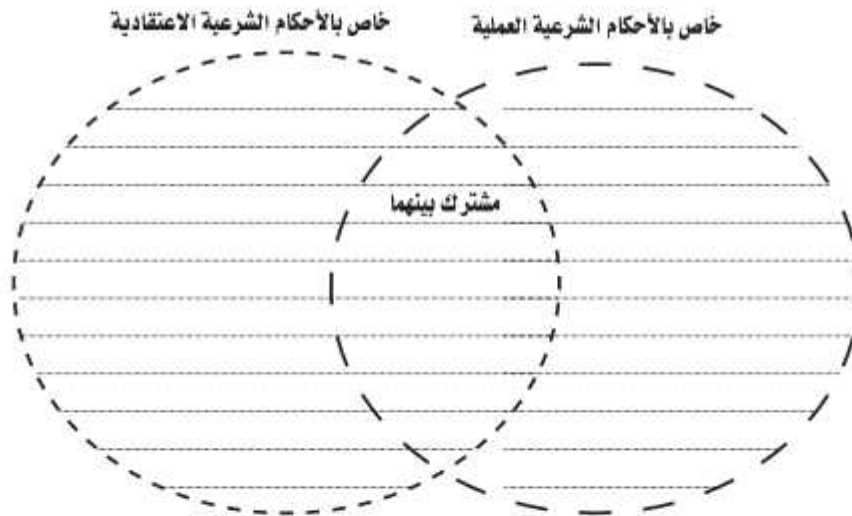 خاص بالأحكام الشرعية العملية
خاص بالأحكام الشرعية الاعتقادية
مشترك بينهما